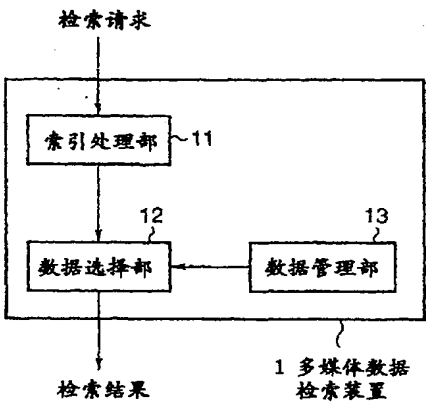 检索请求
索引处理部 11
12
13
数据选择部
数据管理部
1 多媒体数据
检索装置
检索结果